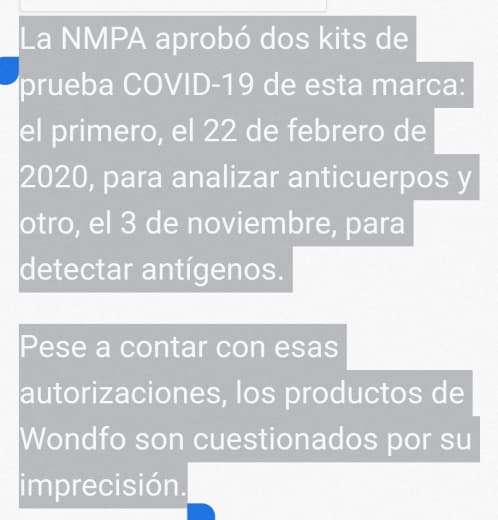 La NMPA aprobó dos kits de
prueba COVID-19 de esta marca:
el primero, el 22 de febrero de
2020, para analizar anticuerpos y
otro, el 3 de noviembre, para
detectar antígenos.
Pese a contar con esas
autorizaciones, los productos de
Wondfo son cuestionados por su
imprecisión.